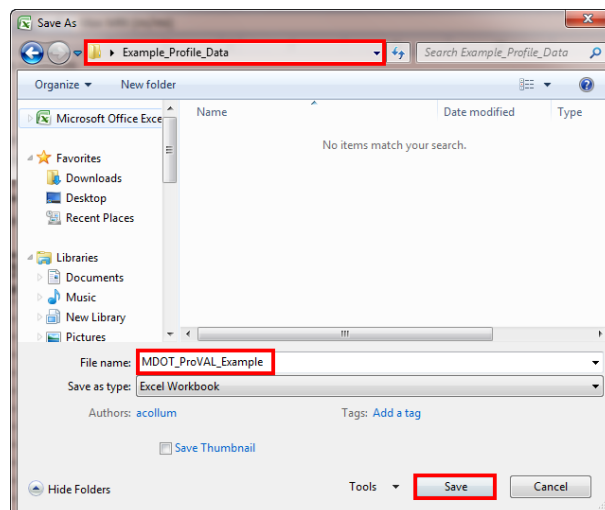 Save As
Example_Profile_Data
Search Example_Profile_Data
Organize
New folder
Name
Date modified
Type
Microsoft Office Exce
No items match your search.
Favorites
Downloads
Desktop
Recent Places
Libraries
Documents
Music
New Library
Pictures
File name: MDOT_ProVAL_Example
Save as type: Excel Workbook
Authors: acollum
Tags: Add a tag
Save Thumbnail
Hide Folders
Tools
Save
Cancel